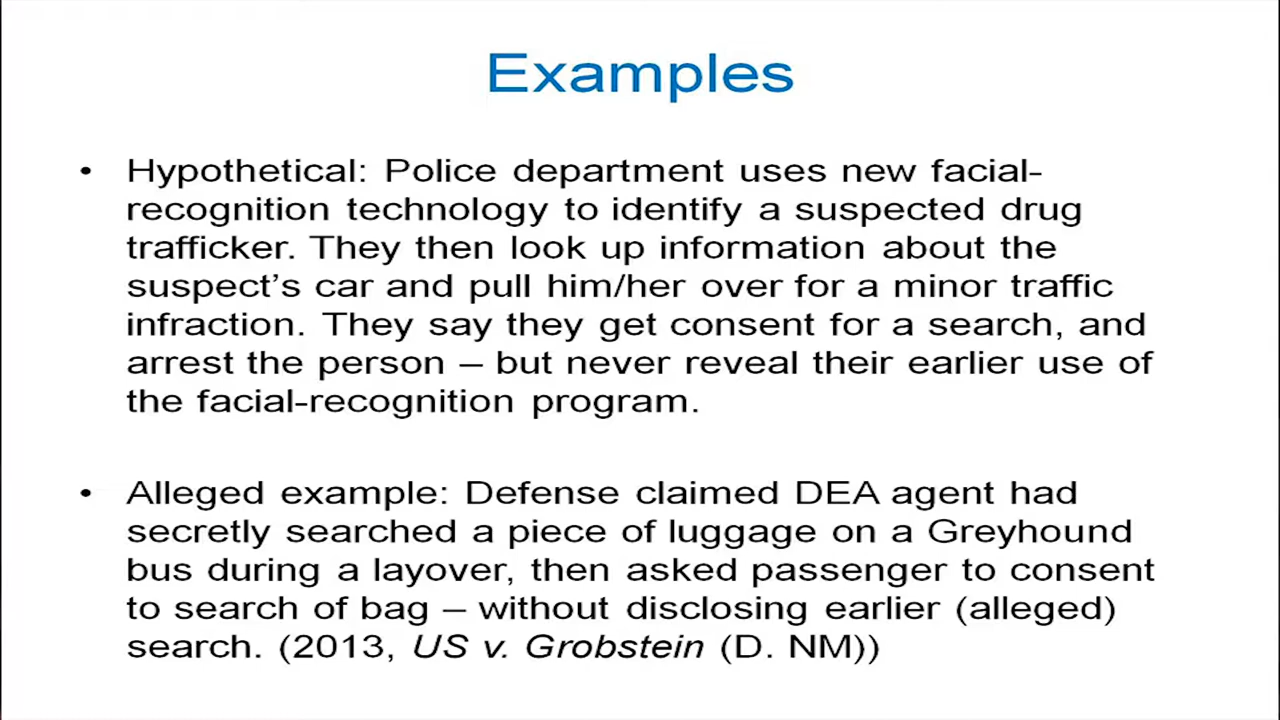 Examples
• Hypothetical: Police department uses new facial-
recognition technology to identify a suspected drug
trafficker. They then look up information about the
suspect's car and pull him/her over for a minor traffic
infraction. They say they get consent for a search, and
arrest the person – but never reveal their earlier use of
the facial-recognition program.
• Alleged example: Defense claimed DEA agent had
secretly searched a piece of luggage on a Greyhound
bus during a layover, then asked passenger to consent
to search of bag – without disclosing earlier (alleged)
search. (2013, US v. Grobstein (D. NM))